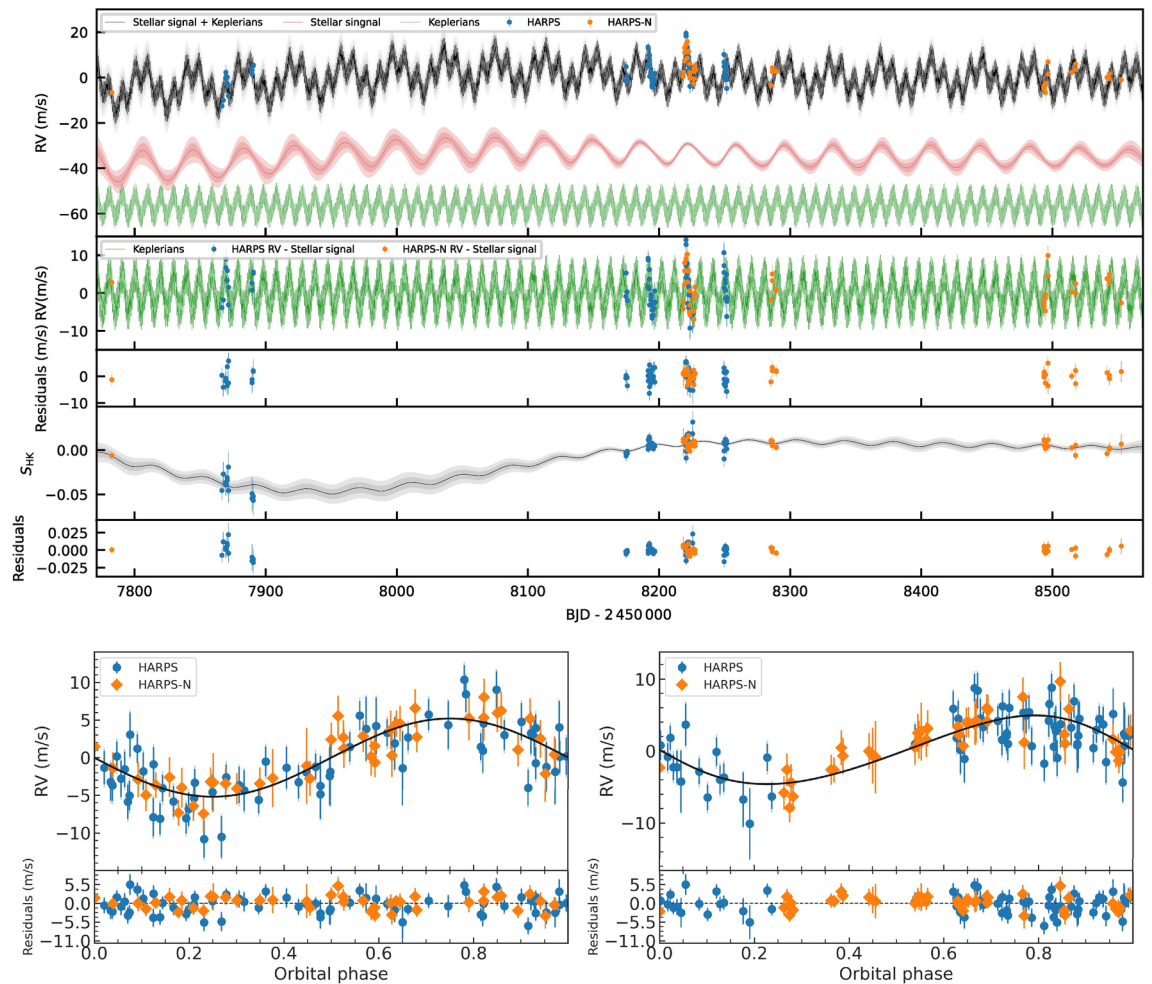 Stellar signal + Keplerians Stellar singnal Keplerians HARPS HARPS-N
20
0
−20
−40
−60
RV (m/s)
Keplerians HARPS RV - Stellar signal HARPS-N RV - Stellar signal
10
0
−10
RV(m/s)
0
−10
Residuals (m/s)
0.00
−0.05
SHK
0.025
0.000
−0.025
Residuals
7800 7900 8000 8100 8200 8300 8400 8500
BJD - 2 450 000
HARPS
HARPS-N
10
5
0
−5
−10
RV (m/s)
5.5
0.0
−5.5
−11.0
Residuals (m/s)
0.0 0.2 0.4 0.6 0.8
Orbital phase
HARPS
HARPS-N
10
5
0
−5
−10
RV (m/s)
5.5
0.0
−5.5
−11.0
Residuals (m/s)
0.0 0.2 0.4 0.6 0.8
Orbital phase